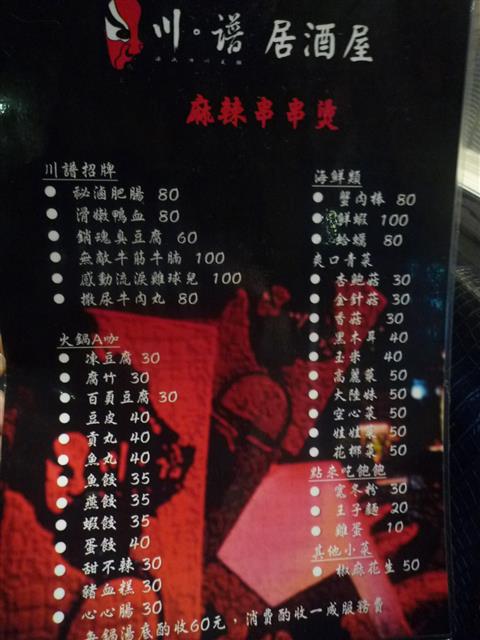 川。譜 居酒屋
麻辣串串燙
川譜招牌
秘滷肥腸 80
滑嫩鴨血 80
銷魂臭豆腐 60
無敵牛筋牛腩 100
感動流淚雞球兒 100
撒尿牛肉丸 80
火鍋A咖
凍豆腐 30
腐竹 30
百頁豆腐 30
豆皮 40
貢丸 40
魚丸 40
魚餃 35
燕餃 35
蝦餃 35
蛋餃 40
甜不辣 30
豬血糕 30
心心腸 30
海鮮類
蟹肉棒 80
鮮蝦 100
蛤蠣 80
爽口青菜
杏鮑菇 30
金針菇 30
香菇 30
黑木耳 40
玉米 40
高麗菜 50
大陸妹 50
空心菜 50
娃娃菜 50
花椰菜 50
點來吃飽飽
寬冬粉 30
王子麵 20
雞蛋 10
其他小菜
椒麻花生 50
每鍋湯底酌收60元，消費酌收一成服務費